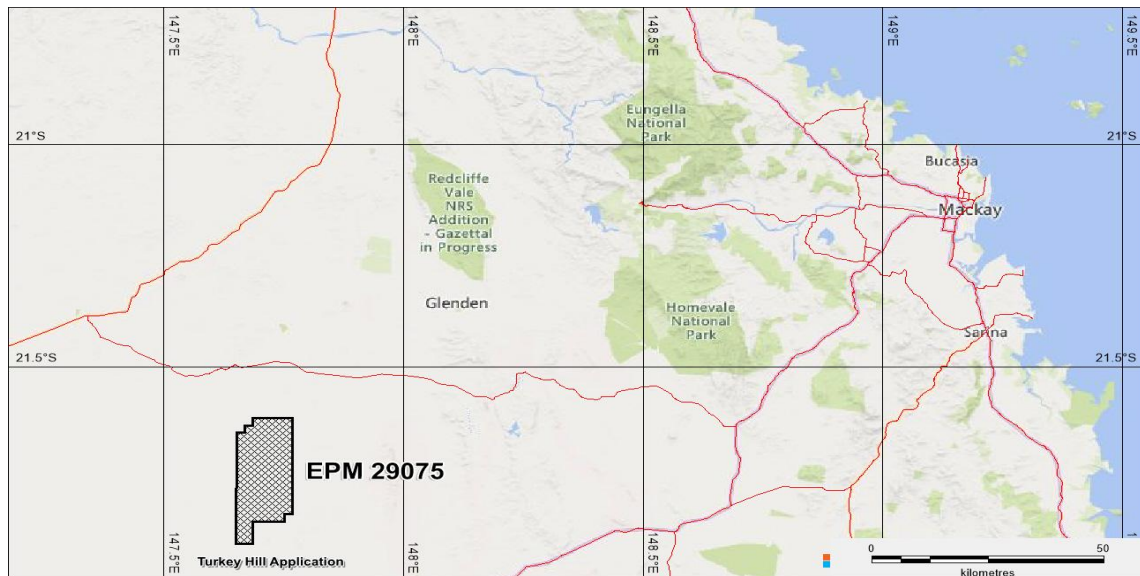 147.5°E
148°E
148.5°E
149°E
149.5°E
21°S
Eungella
National
Park
Bucasia
Redcliffe
Vale
NRS
Addition
- Gazettal
in Progress
Mackay
Glenden
Homevale
National
Park
Sarina
21.5°S
21.5°S
EPM 29075
Turkey Hill Application
147.5°E
148°E
148.5°E
149°E
0
50
kilometres